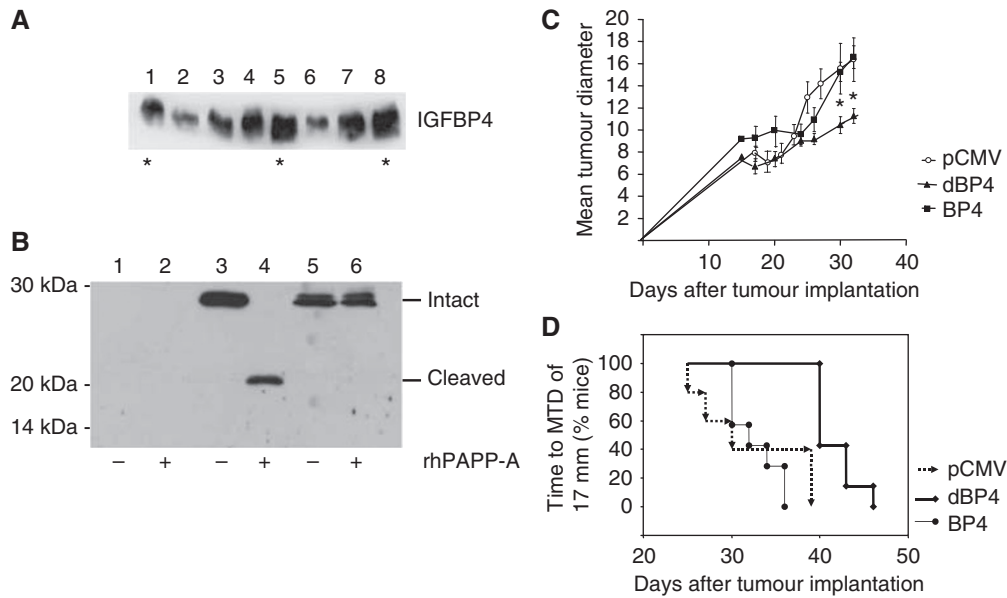 A
1 2 3 4 5 6 7 8
IGFBP4
* * *
B
1 2 3 4 5 6
30 kDa
20 kDa
14 kDa
Intact
Cleaved
– + – + – + rhPAPP-A
C
Mean tumour diameter
20
18
16
14
12
10
8
6
4
2
* *
10 20 30 40
Days after tumour implantation
pCMV
dBP4
BP4
D
Time to MTD of
17 mm (% mice)
100
80
60
40
20
0
20 30 40 50
Days after tumour implantation
pCMV
dBP4
BP4